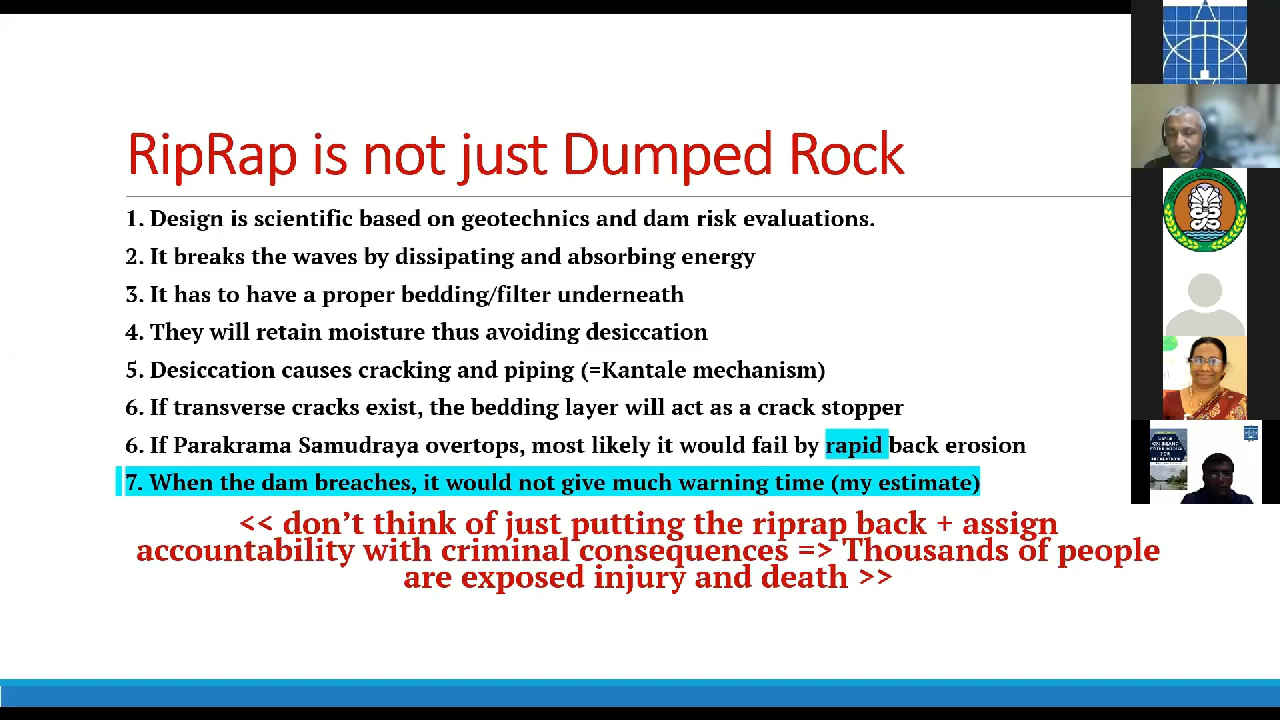 RipRap is not just Dumped Rock
1. Design is scientific based on geotechnics and dam risk evaluations.
2. It breaks the waves by dissipating and absorbing energy
3. It has to have a proper bedding/filter underneath
4. They will retain moisture thus avoiding desiccation
5. Desiccation causes cracking and piping (=Kantale mechanism)
6. If transverse cracks exist, the bedding layer will act as a crack stopper
6. If Parakrama Samudraya overtops, most likely it would fail by rapid back erosion
7. When the dam breaches, it would not give much warning time (my estimate)
<< don’t think of just putting the riprap back + assign
accountability with criminal consequences => Thousands of people
are exposed injury and death >>